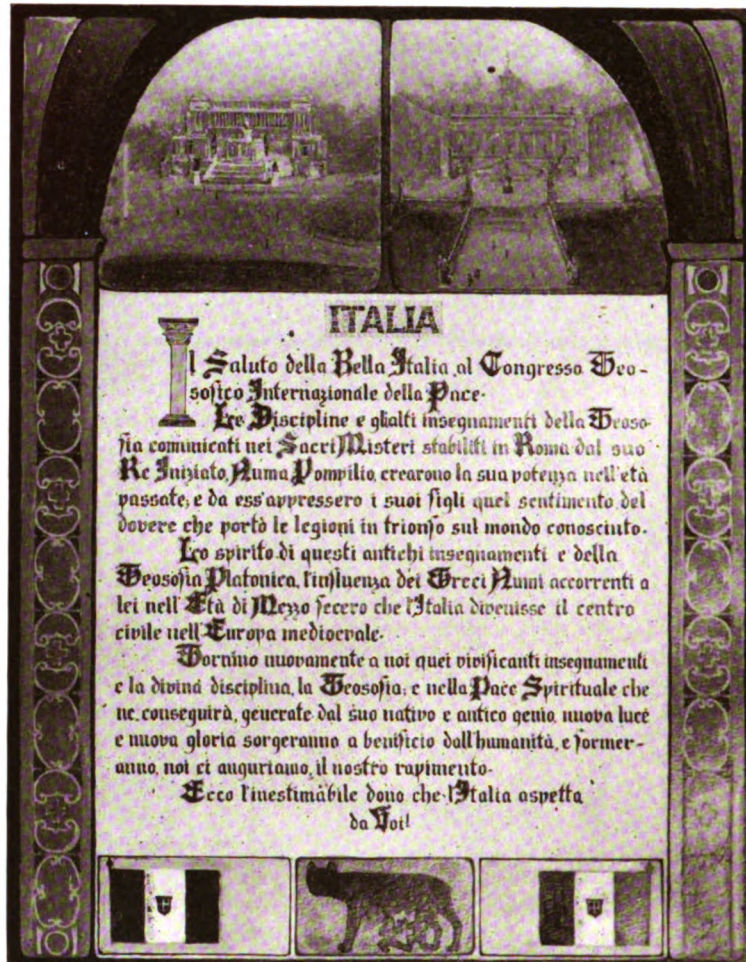 ITALIA
Il Saluto della Bella Italia, al Congresso Teo-
sofico Internazionale della Pace.
Lee Discipline e glialti insegnamenti della Teoso-
fia comunicati nei Sacri Misteri stabiliti in Roma dal suo
Re Iniziato, Numa Pompilio, crearono la sua potenza nell'età
passate; e da ess'appressero i suoi figli quel sentimento del
dovere che portò le legioni in trionfo sul mondo conosciuto.
Leo spirito di questi antichi insegnamenti e della
Teosofia Platonica, l'influenza dei Greci Numi accorrenti a
lei nell'Età di Mezzo fecero che l'Italia divenisse il centro
civile nell'Europa medioevale.
Tornino nuovamente a noi quei vivificanti insegnamenti
e la divina disciplina, la Teosofia; e nella Pace Spirituale che
ne conseguirà, generate dal suo nativo e antico genio, nuova luce
e nuova gloria sorgeranno a benificio dall'humanità, e former-
anno, noi ci auguriamo, il nostro rapimento.
Ecco l'inestimabile dono che l'Italia aspetta
da Voi!